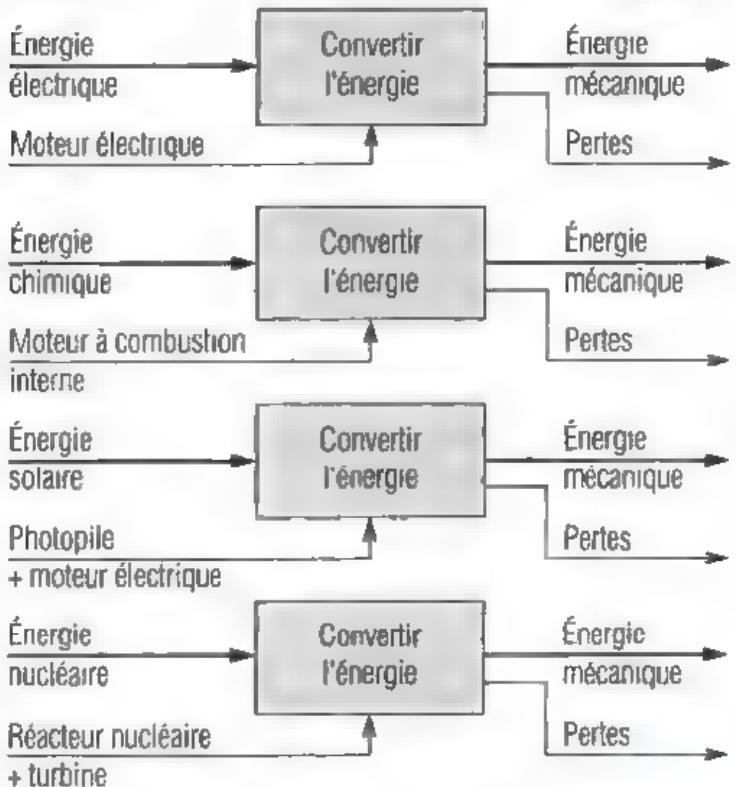 Énergie
électrique
Moteur électrique
Convertir
l'énergie
Énergie
mécanique
Pertes
Énergie
chimique
Moteur à combustion
interne
Convertir
l'énergie
Énergie
mécanique
Pertes
Énergie
solaire
Photopile
+ moteur électrique
Convertir
l'énergie
Énergie
mécanique
Pertes
Énergie
nucléaire
Réacteur nucléaire
+ turbine
Convertir
l'énergie
Énergie
mécanique
Pertes